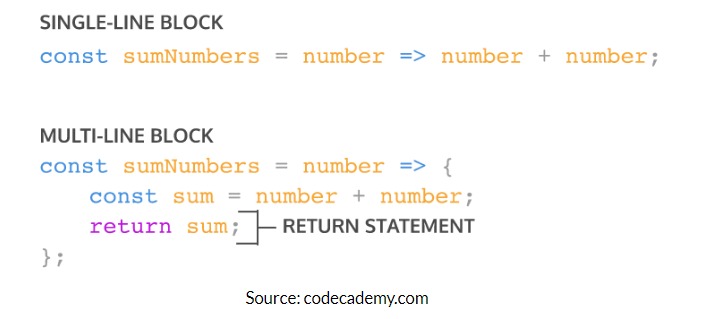 SINGLE-LINE BLOCK
const sumNumbers = number => number + number;
MULTI-LINE BLOCK
const sumNumbers = number => {
const sum = number + number;
return sum; RETURN STATEMENT
};
Source: codecademy.com